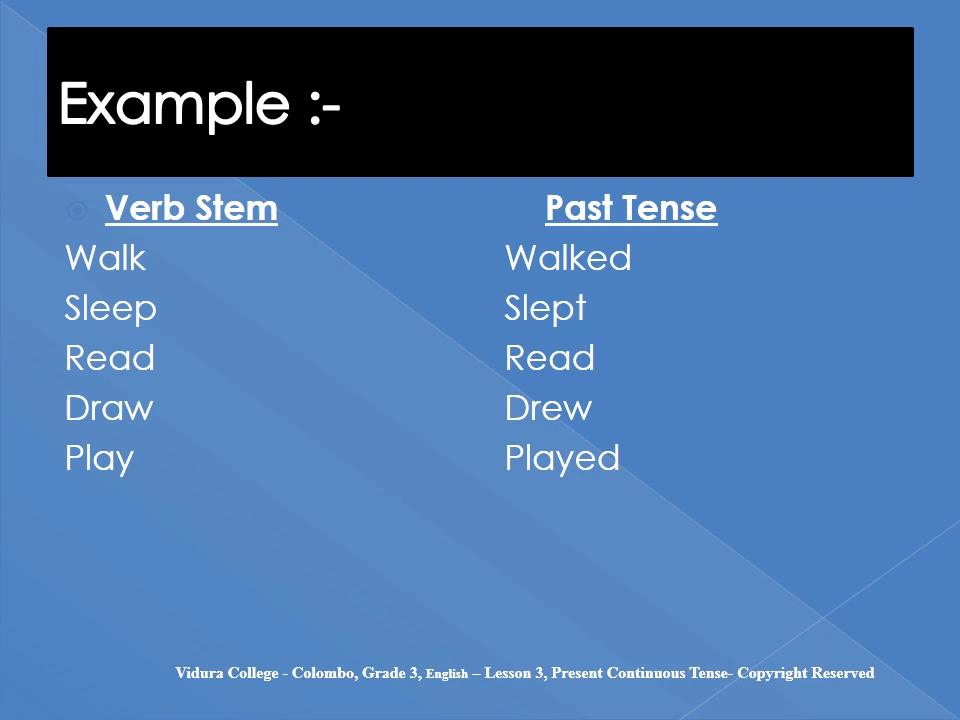 Example :-
Verb Stem Past Tense
Walk Walked
Sleep Slept
Read Read
Draw Drew
Play Played
Vidura College - Colombo, Grade 3, English – Lesson 3, Present Continuous Tense- Copyright Reserved